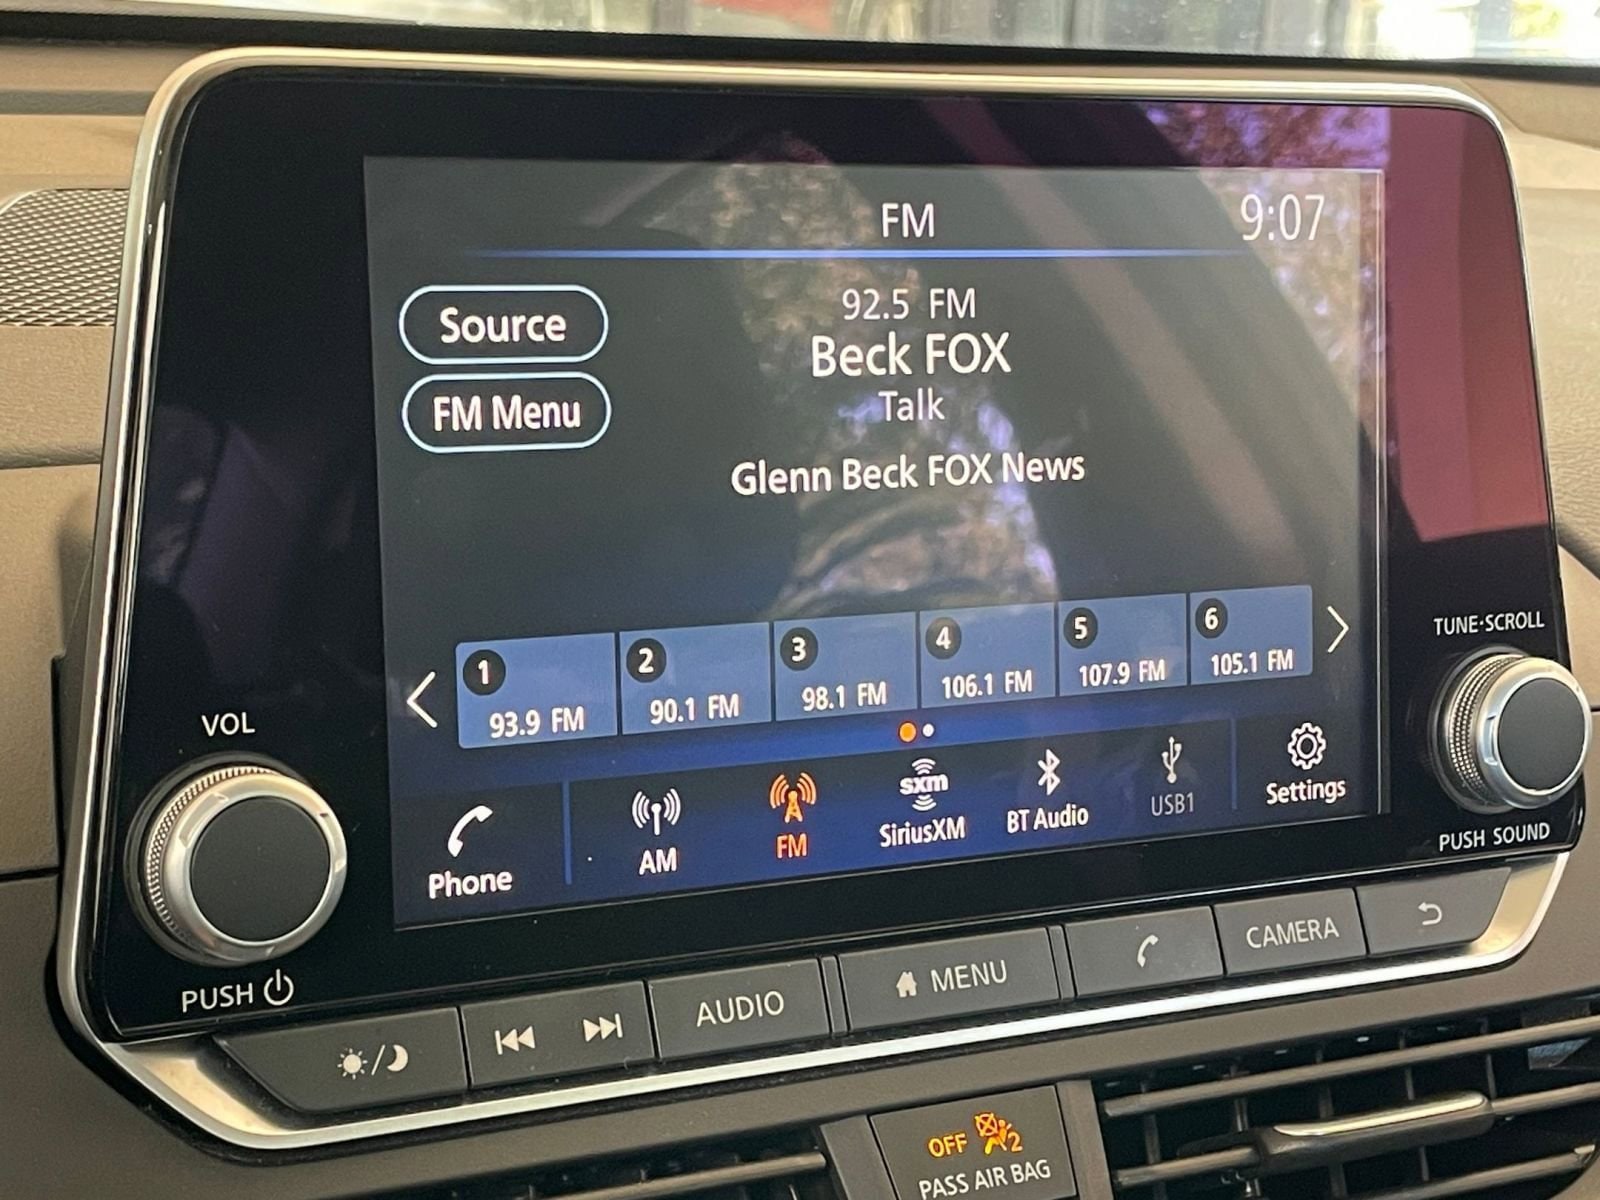 FM
9:07
Source
FM Menu
92.5 FM
Beck FOX
Talk
Glenn Beck FOX News
1
93.9 FM
2
90.1 FM
3
98.1 FM
4
106.1 FM
5
107.9 FM
6
105.1 FM
TUNE·SCROLL
PUSH SOUND
VOL
PUSH
Phone
AM
FM
sxm
SiriusXM
BT Audio
USB1
Settings
AUDIO
MENU
CAMERA
OFF 2
PASS AIR BAG